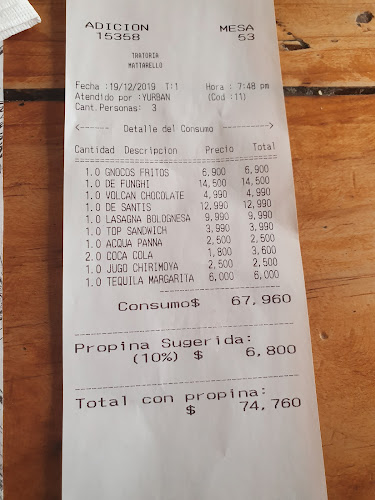 ADICION MESA
15358 53
TRATORIA
MATTARELLO
Fecha :19/12/2019 T:1 Hora : 7:48 pm
Atendido por :YURBAN (Cod :11)
Cant.Personas: 3
<------ Detalle del Consumo ------>
Cantidad Descripcion Precio Total
1.0 GNOCOS FRITOS 6,900 6,900
1.0 DE FUNGHI 14,500 14,500
1.0 VOLCAN CHOCOLATE 4,990 4,990
1.0 DE SANTIS 12,990 12,990
1.0 LASAGNA BOLOGNESA 9,990 9,990
1.0 TOP SANDWICH 3,990 3,990
1.0 ACQUA PANNA 2,500 2,500
2.0 COCA COLA 1,800 3,600
1.0 JUGO CHIRIMOYA 2,500 2,500
1.0 TEQUILA MARGARITA 6,000 6,000
Consumo$ 67,960
Propina Sugerida:
(10%) $ 6,800
Total con propina:
$ 74,760